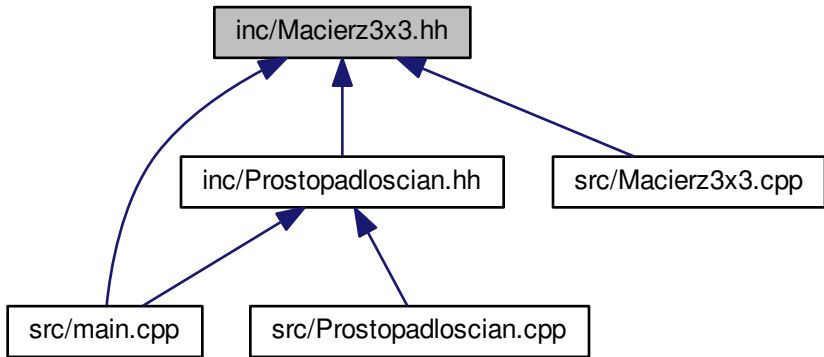 inc/Macierz3x3.hh
inc/Prostopadloscian.hh
src/Macierz3x3.cpp
src/main.cpp
src/Prostopadloscian.cpp